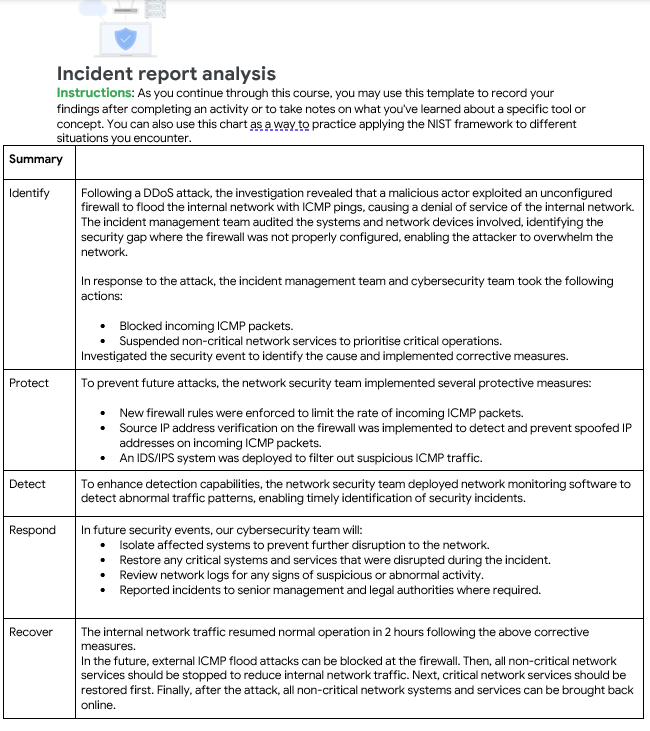 Incident report analysis
Instructions: As you continue through this course, you may use this template to record your
findings after completing an activity or to take notes on what you've learned about a specific tool or
concept. You can also use this chart as a way to practice applying the NIST framework to different
situations you encounter.
Summary
Identify
Following a DDoS attack, the investigation revealed that a malicious actor exploited an unconfigured
firewall to flood the internal network with ICMP pings, causing a denial of service of the internal network.
The incident management team audited the systems and network devices involved, identifying the
security gap where the firewall was not properly configured, enabling the attacker to overwhelm the
network.
In response to the attack, the incident management team and cybersecurity team took the following
actions:
• Blocked incoming ICMP packets.
• Suspended non-critical network services to prioritise critical operations.
Investigated the security event to identify the cause and implemented corrective measures.
Protect
To prevent future attacks, the network security team implemented several protective measures:
• New firewall rules were enforced to limit the rate of incoming ICMP packets.
• Source IP address verification on the firewall was implemented to detect and prevent spoofed IP
addresses on incoming ICMP packets.
• An IDS/IPS system was deployed to filter out suspicious ICMP traffic.
Detect
To enhance detection capabilities, the network security team deployed network monitoring software to
detect abnormal traffic patterns, enabling timely identification of security incidents.
Respond
In future security events, our cybersecurity team will:
• Isolate affected systems to prevent further disruption to the network.
• Restore any critical systems and services that were disrupted during the incident.
• Review network logs for any signs of suspicious or abnormal activity.
• Reported incidents to senior management and legal authorities where required.
Recover
The internal network traffic resumed normal operation in 2 hours following the above corrective
measures.
In the future, external ICMP flood attacks can be blocked at the firewall. Then, all non-critical network
services should be stopped to reduce internal network traffic. Next, critical network services should be
restored first. Finally, after the attack, all non-critical network systems and services can be brought back
online.